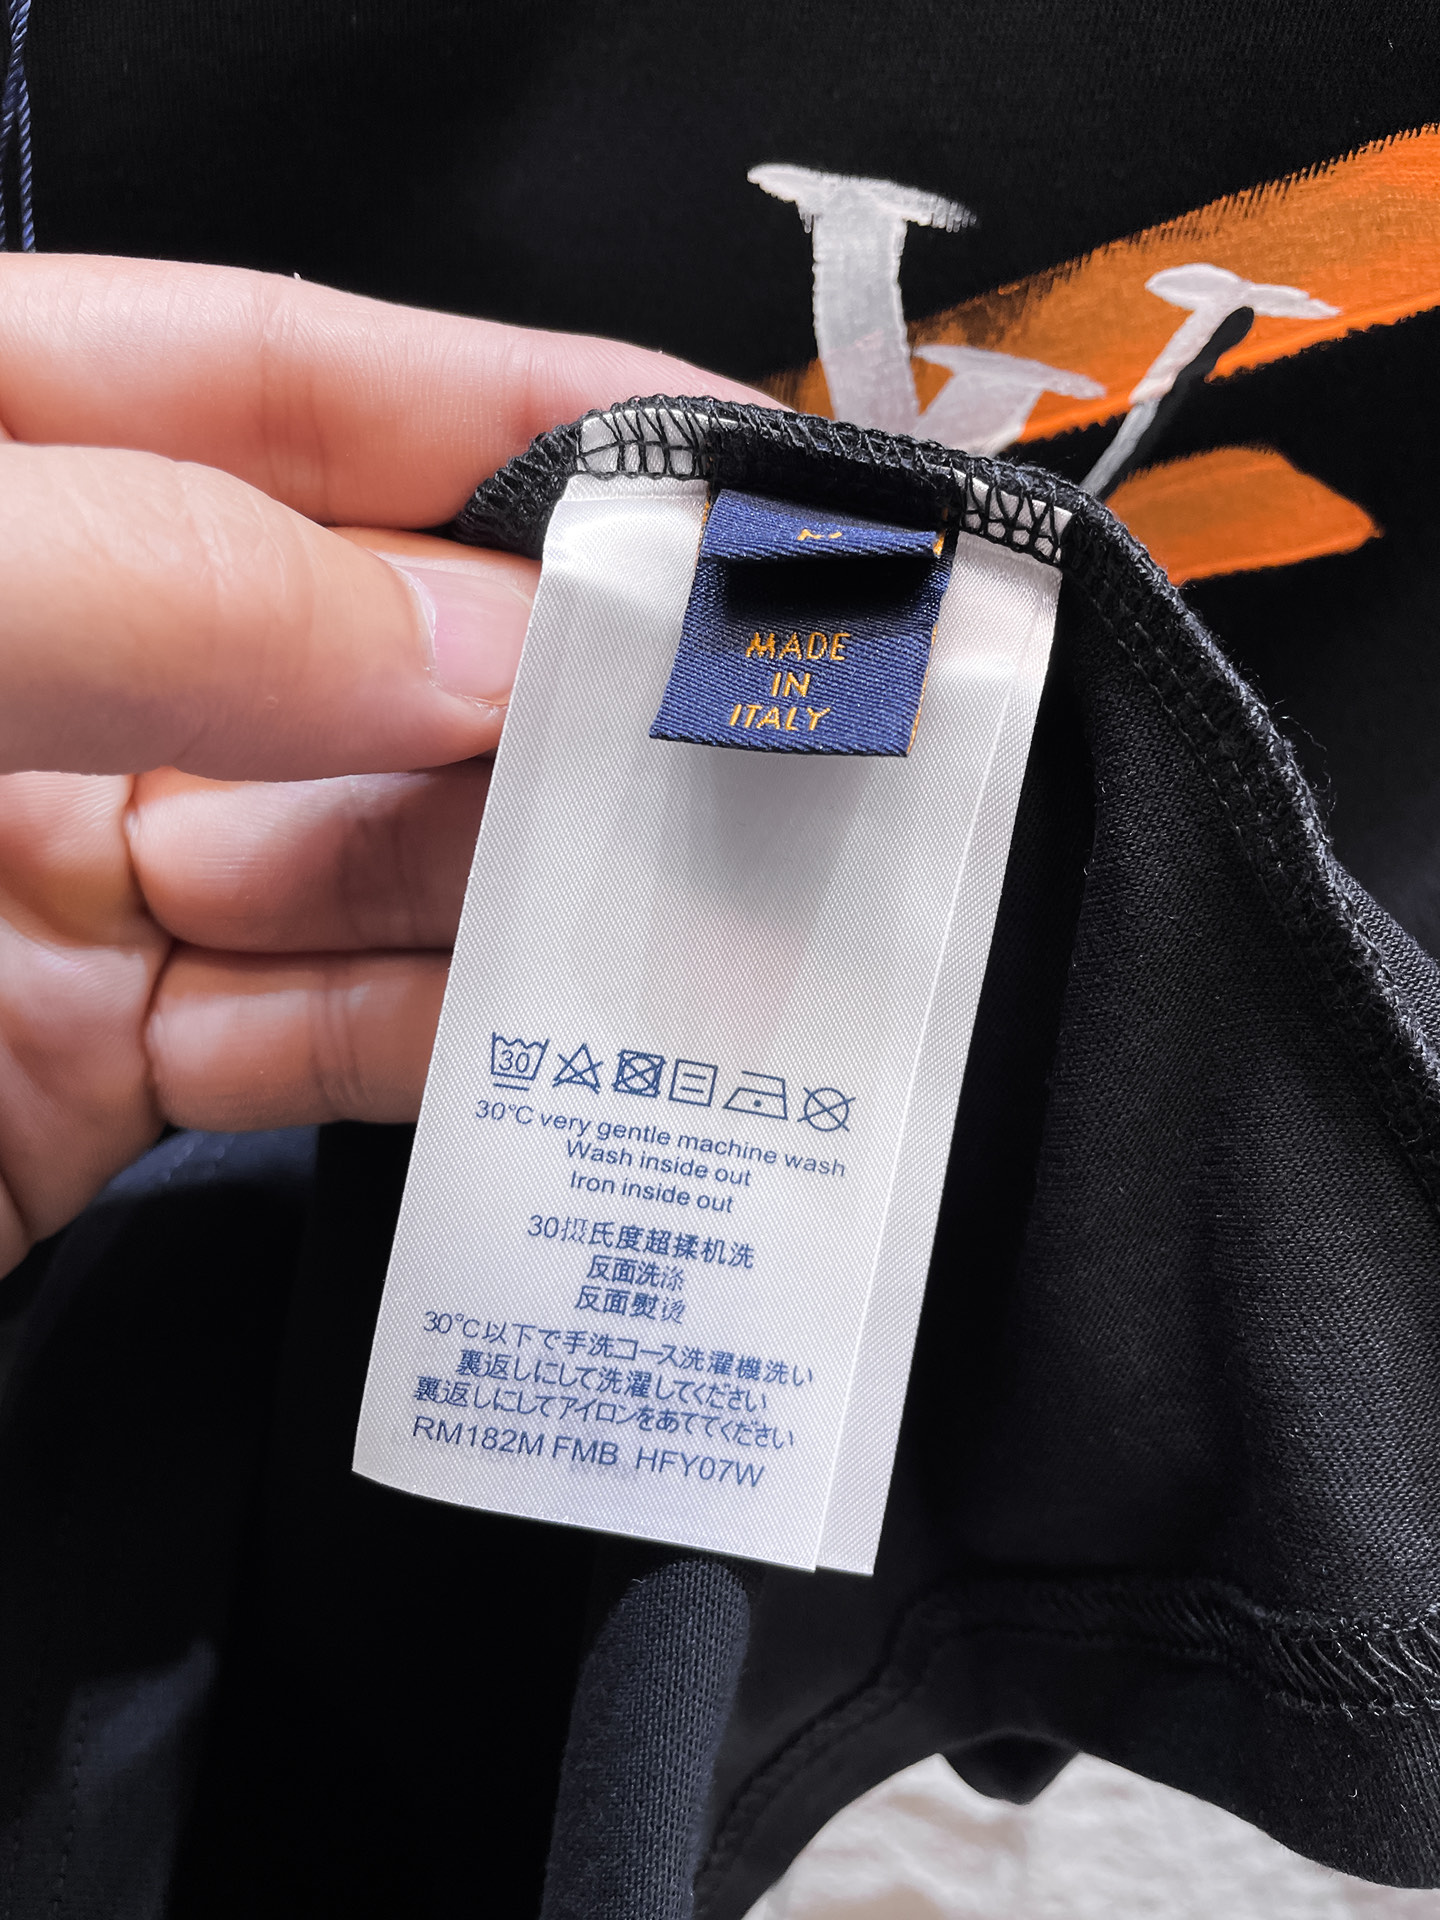 MADE
IN
ITALY
30
30°C very gentle machine wash
Wash inside out
Iron inside out
30摄氏度超揉机洗
反面洗涤
反面熨烫
30°C以下で手洗コース洗濯機洗い
裏返しにして洗濯してください
裏返しにしてアイロンをあててください
RM182M FMB HFY07W